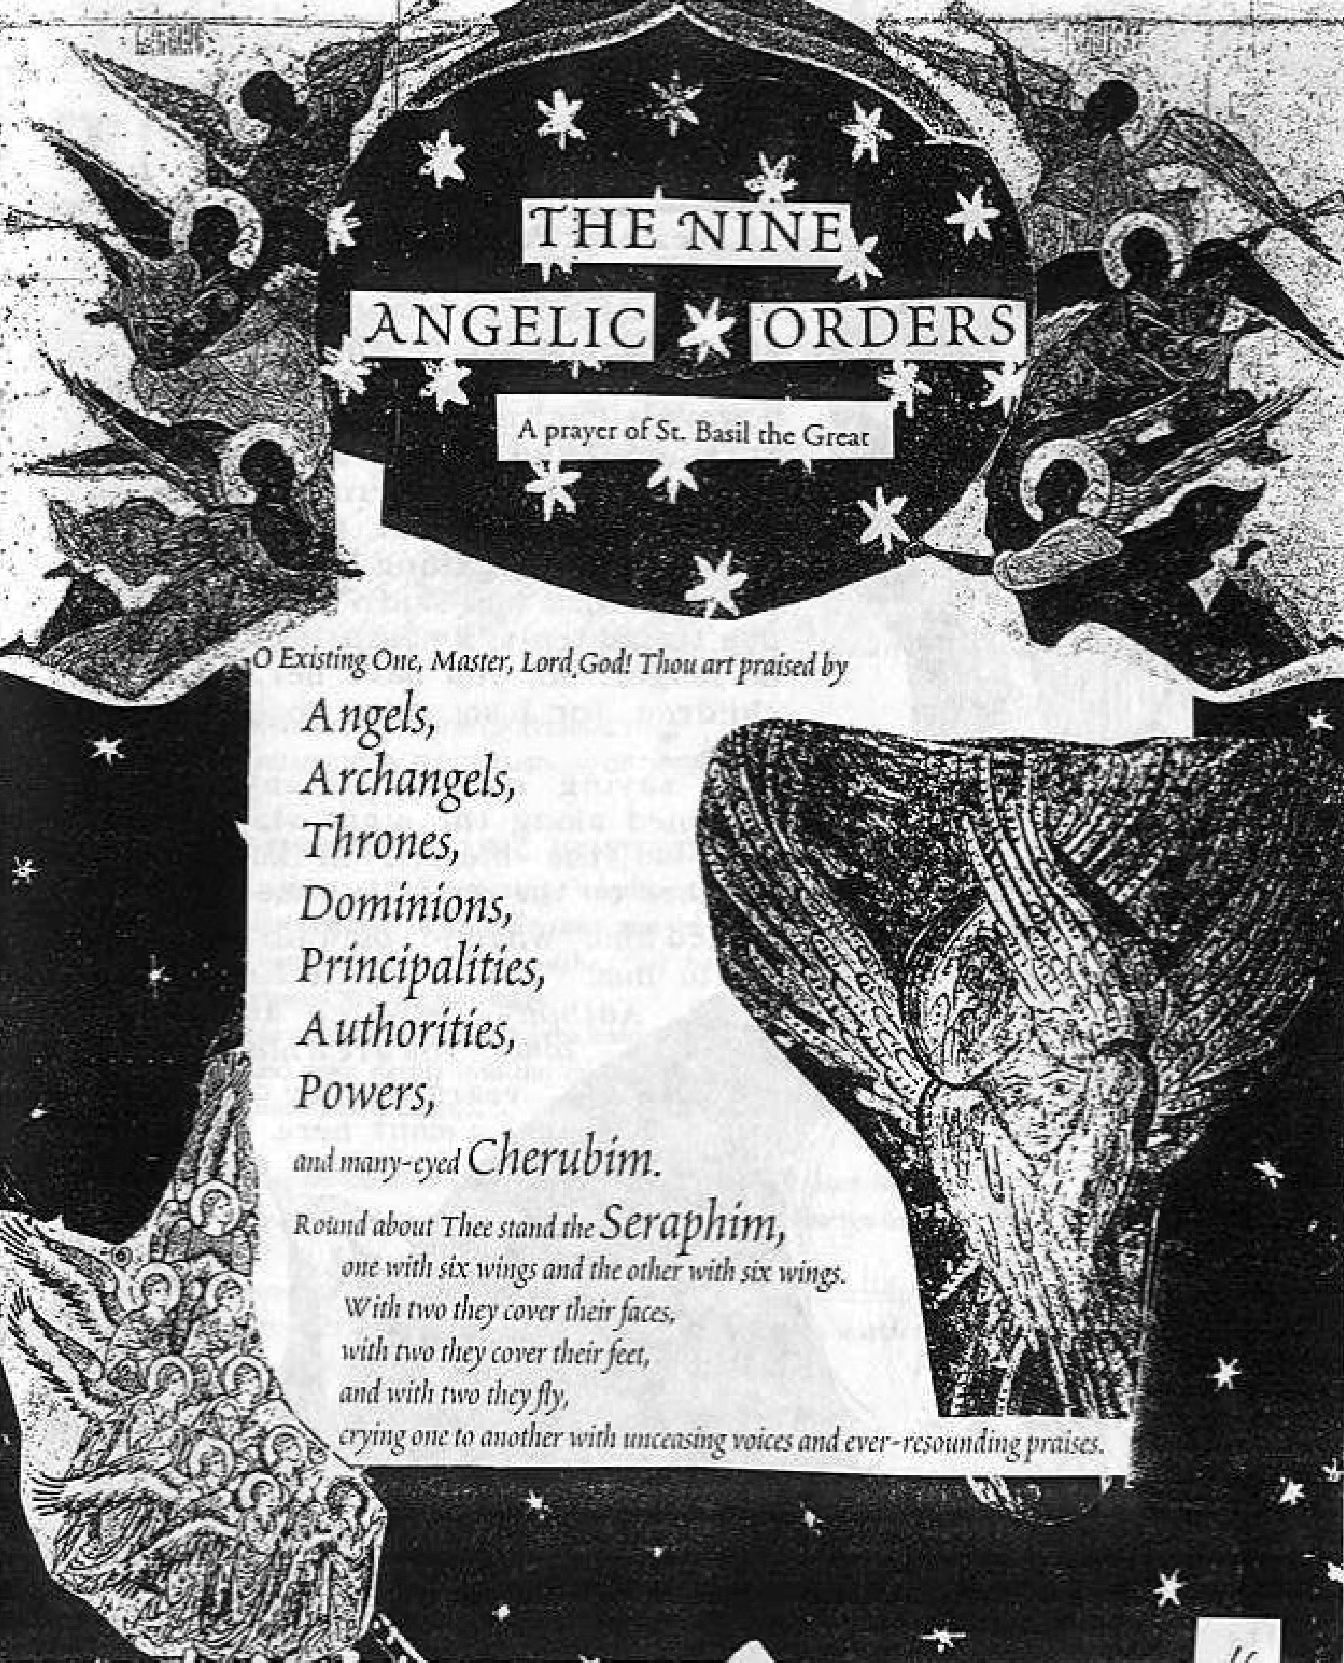 THE NINE
ANGELIC ORDERS
A prayer of St. Basil the Great
O Existing One, Master, Lord, God! Thou art praised by
Angels,
Archangels,
Thrones,
Dominions,
Principalities,
Authorities,
Powers,
and many-eyed Cherubim.
Round about Thee stand the Seraphim,
one with six wings and the other with six wings.
With two they cover their faces,
with two they cover their feet,
and with two they fly,
crying one to another with unceasing voices and ever-resounding praises.